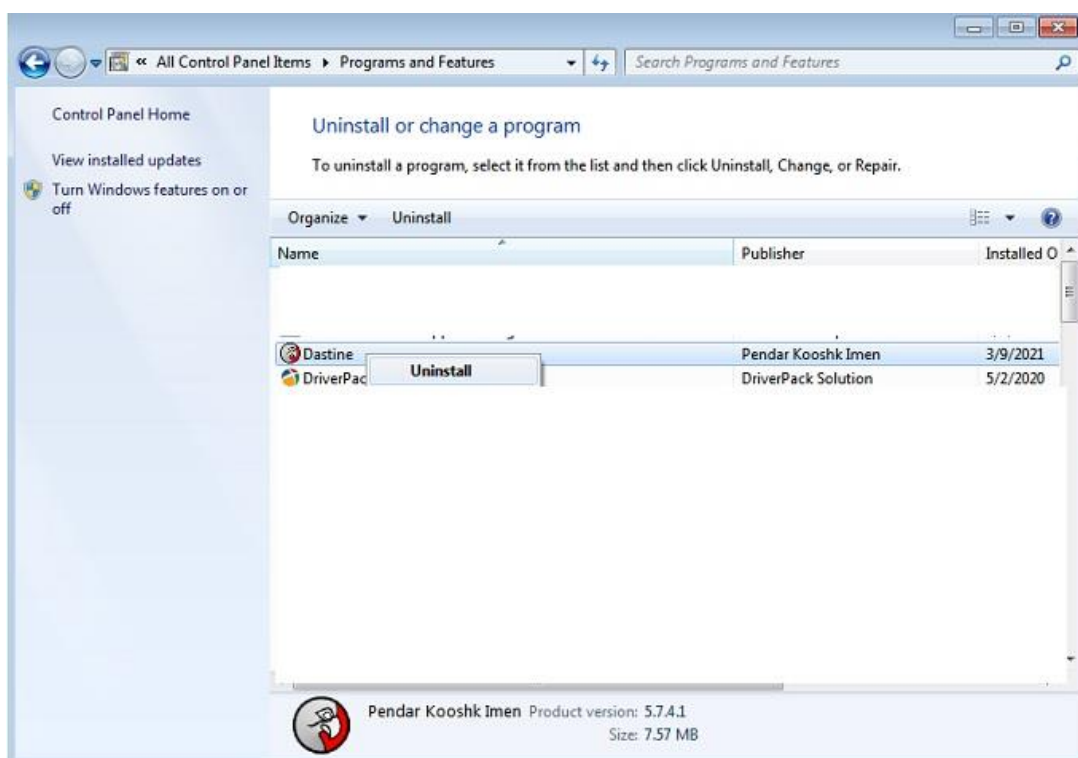 « All Control Panel Items ▸ Programs and Features
Search Programs and Features
Control Panel Home
View installed updates
Turn Windows features on or
off
Uninstall or change a program
To uninstall a program, select it from the list and then click Uninstall, Change, or Repair.
Organize Uninstall
Name Publisher Installed O
Dastine Pendar Kooshk Imen 3/9/2021
Uninstall
DriverPac DriverPack Solution 5/2/2020
Pendar Kooshk Imen Product version: 5.7.4.1
Size: 7.57 MB